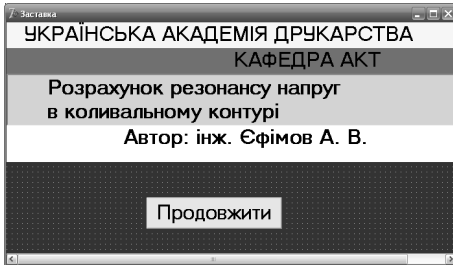 Заставка
УКРАЇНСЬКА АКАДЕМІЯ ДРУКАРСТВА
КАФЕДРА АКТ
Розрахунок резонансу напруг
в коливальному контурі
Автор: інж. Єфімов А. В.
Продовжити